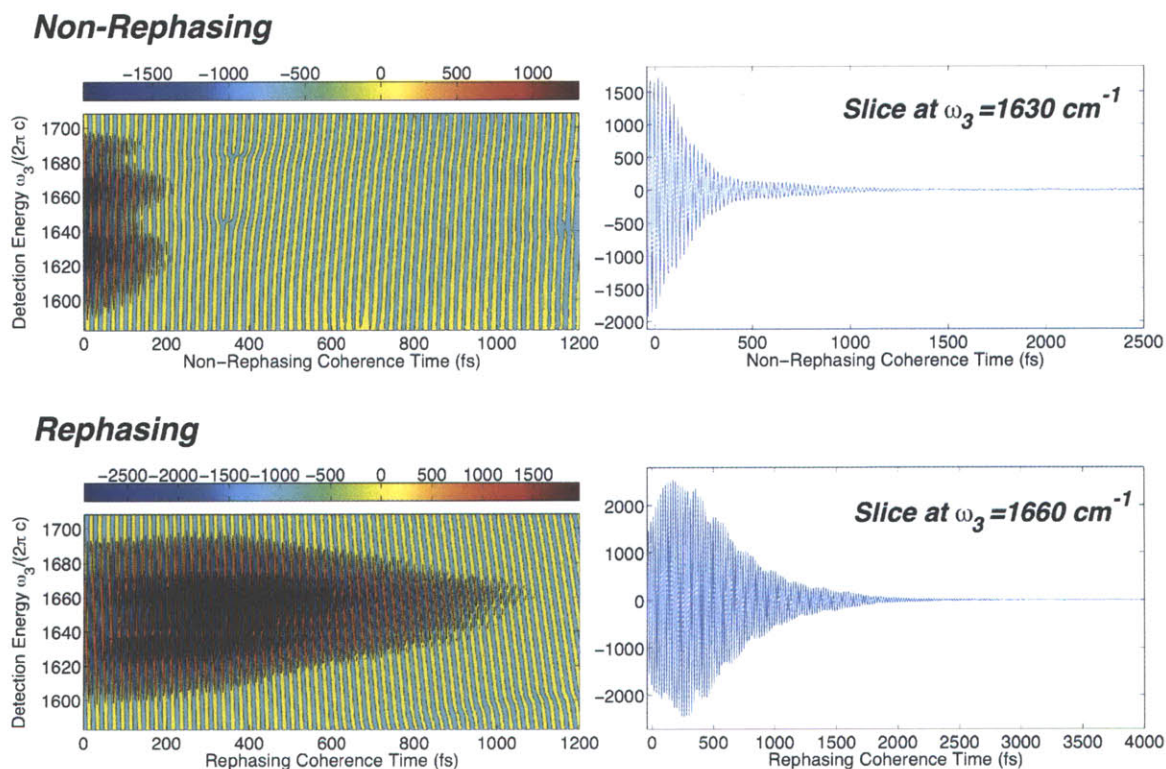 Non-Rephasing
−1500 −1000 −500 0 500 1000
Detection Energy ω₃/(2π c)
1700
1680
1660
1640
1620
1600
0 200 400 600 800 1000 1200
Non−Rephasing Coherence Time (fs)
Slice at ω₃ =1630 cm⁻¹
1500
1000
500
0
−500
−1000
−1500
−2000
0 500 1000 1500 2000 2500
Non−Rephasing Coherence Time (fs)
Rephasing
−2500−2000−1500−1000−500 0 500 1000 1500
Detection Energy ω₃/(2π c)
1700
1680
1660
1640
1620
1600
0 200 400 600 800 1000 1200
Rephasing Coherence Time (fs)
Slice at ω₃ =1660 cm⁻¹
2000
1000
0
−1000
−2000
0 500 1000 1500 2000 2500 3000 3500 4000
Rephasing Coherence Time (fs)